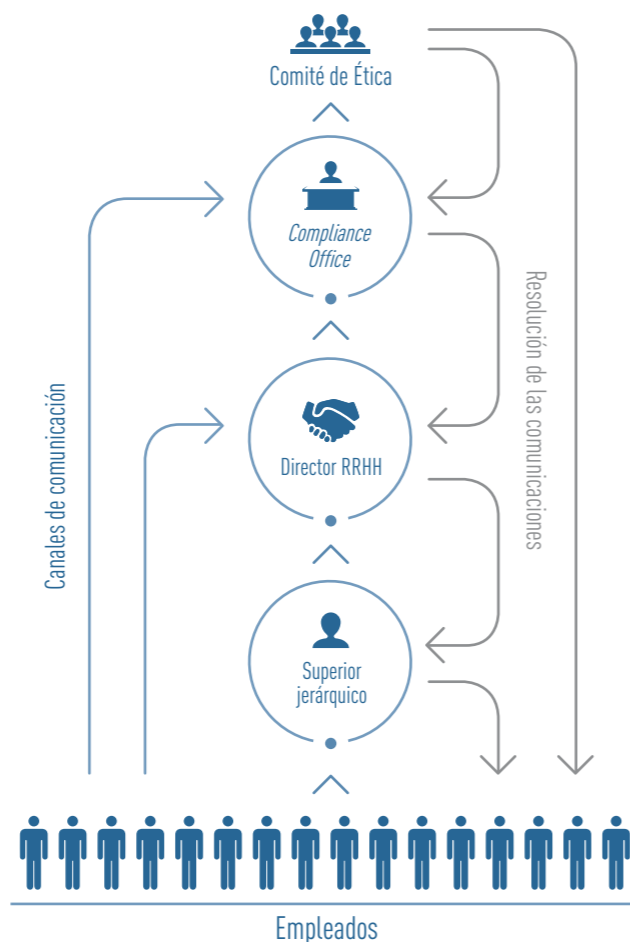 Comité de Ética
Compliance
Office
Director RRHH
Superior
jerárquico
Canales de comunicación
Resolución de las comunicaciones
Empleados